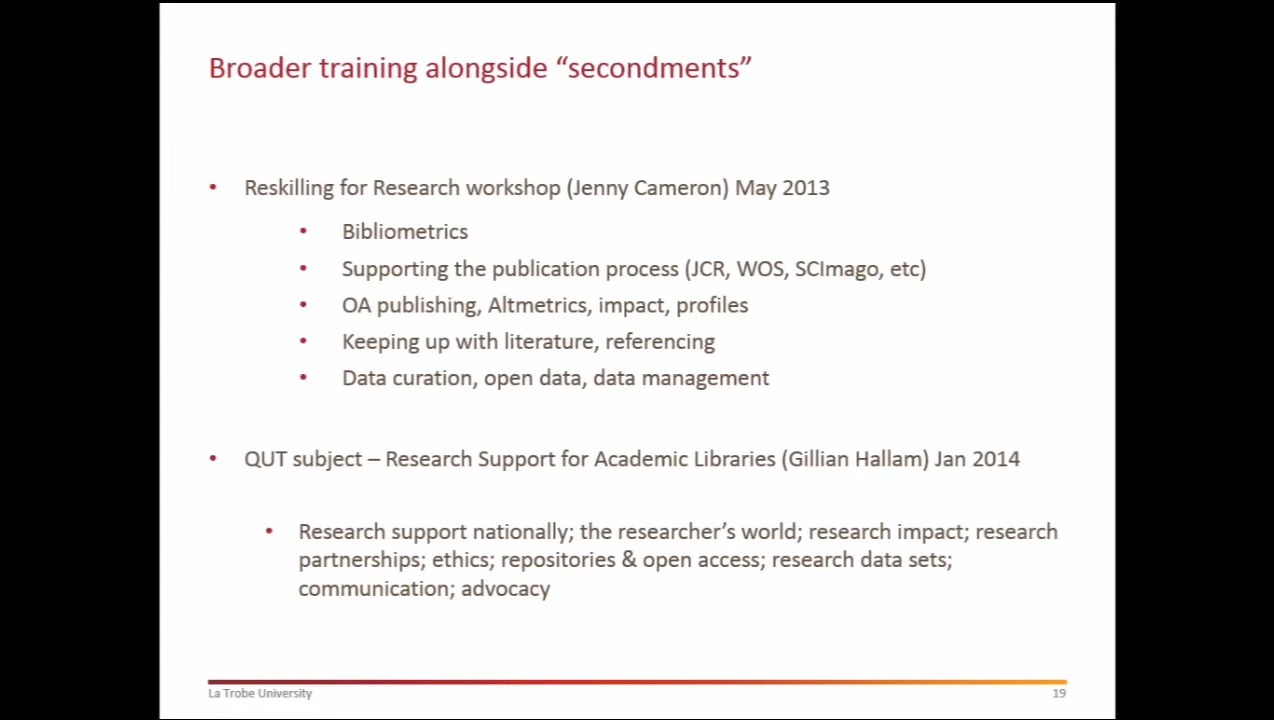 Broader training alongside “secondments”
• Reskilling for Research workshop (Jenny Cameron) May 2013
• Bibliometrics
• Supporting the publication process (JCR, WOS, SCImago, etc)
• OA publishing, Altmetrics, impact, profiles
• Keeping up with literature, referencing
• Data curation, open data, data management
• QUT subject – Research Support for Academic Libraries (Gillian Hallam) Jan 2014
• Research support nationally; the researcher’s world; research impact; research
partnerships; ethics; repositories & open access; research data sets;
communication; advocacy
La Trobe University 19